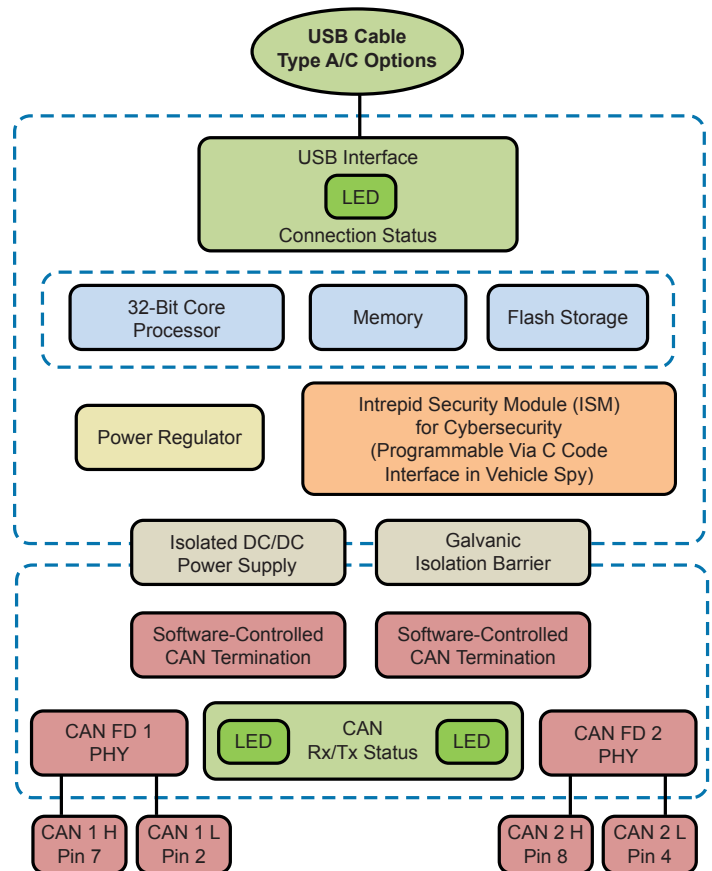 USB Cable
Type A/C Options
USB Interface
LED
Connection Status
32-Bit Core
Processor
Memory
Flash Storage
Power Regulator
Intrepid Security Module (ISM)
for Cybersecurity
(Programmable Via C Code
Interface in Vehicle Spy)
Isolated DC/DC
Power Supply
Galvanic
Isolation Barrier
Software-Controlled
CAN Termination
Software-Controlled
CAN Termination
CAN FD 1
PHY
LED
CAN
Rx/Tx Status
LED
CAN FD 2
PHY
CAN 1 H
Pin 7
CAN 1 L
Pin 2
CAN 2 H
Pin 8
CAN 2 L
Pin 4